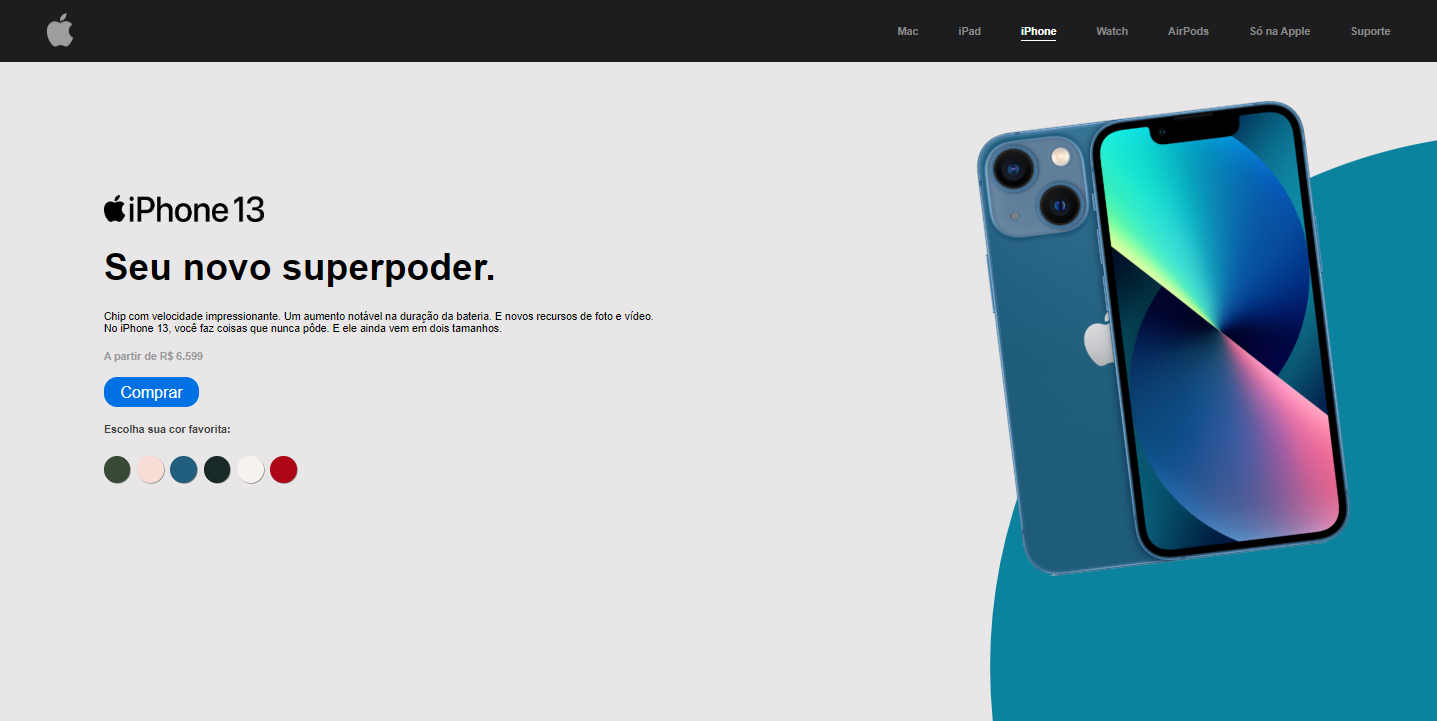 Mac
iPad
iPhone
Watch
AirPods
Só na Apple
Suporte
iPhone 13
Seu novo superpoder.
Chip com velocidade impressionante. Um aumento notável na duração da bateria. E novos recursos de foto e vídeo.
No iPhone 13, você faz coisas que nunca pôde. E ele ainda vem em dois tamanhos.
A partir de R$ 6.599
Comprar
Escolha sua cor favorita: